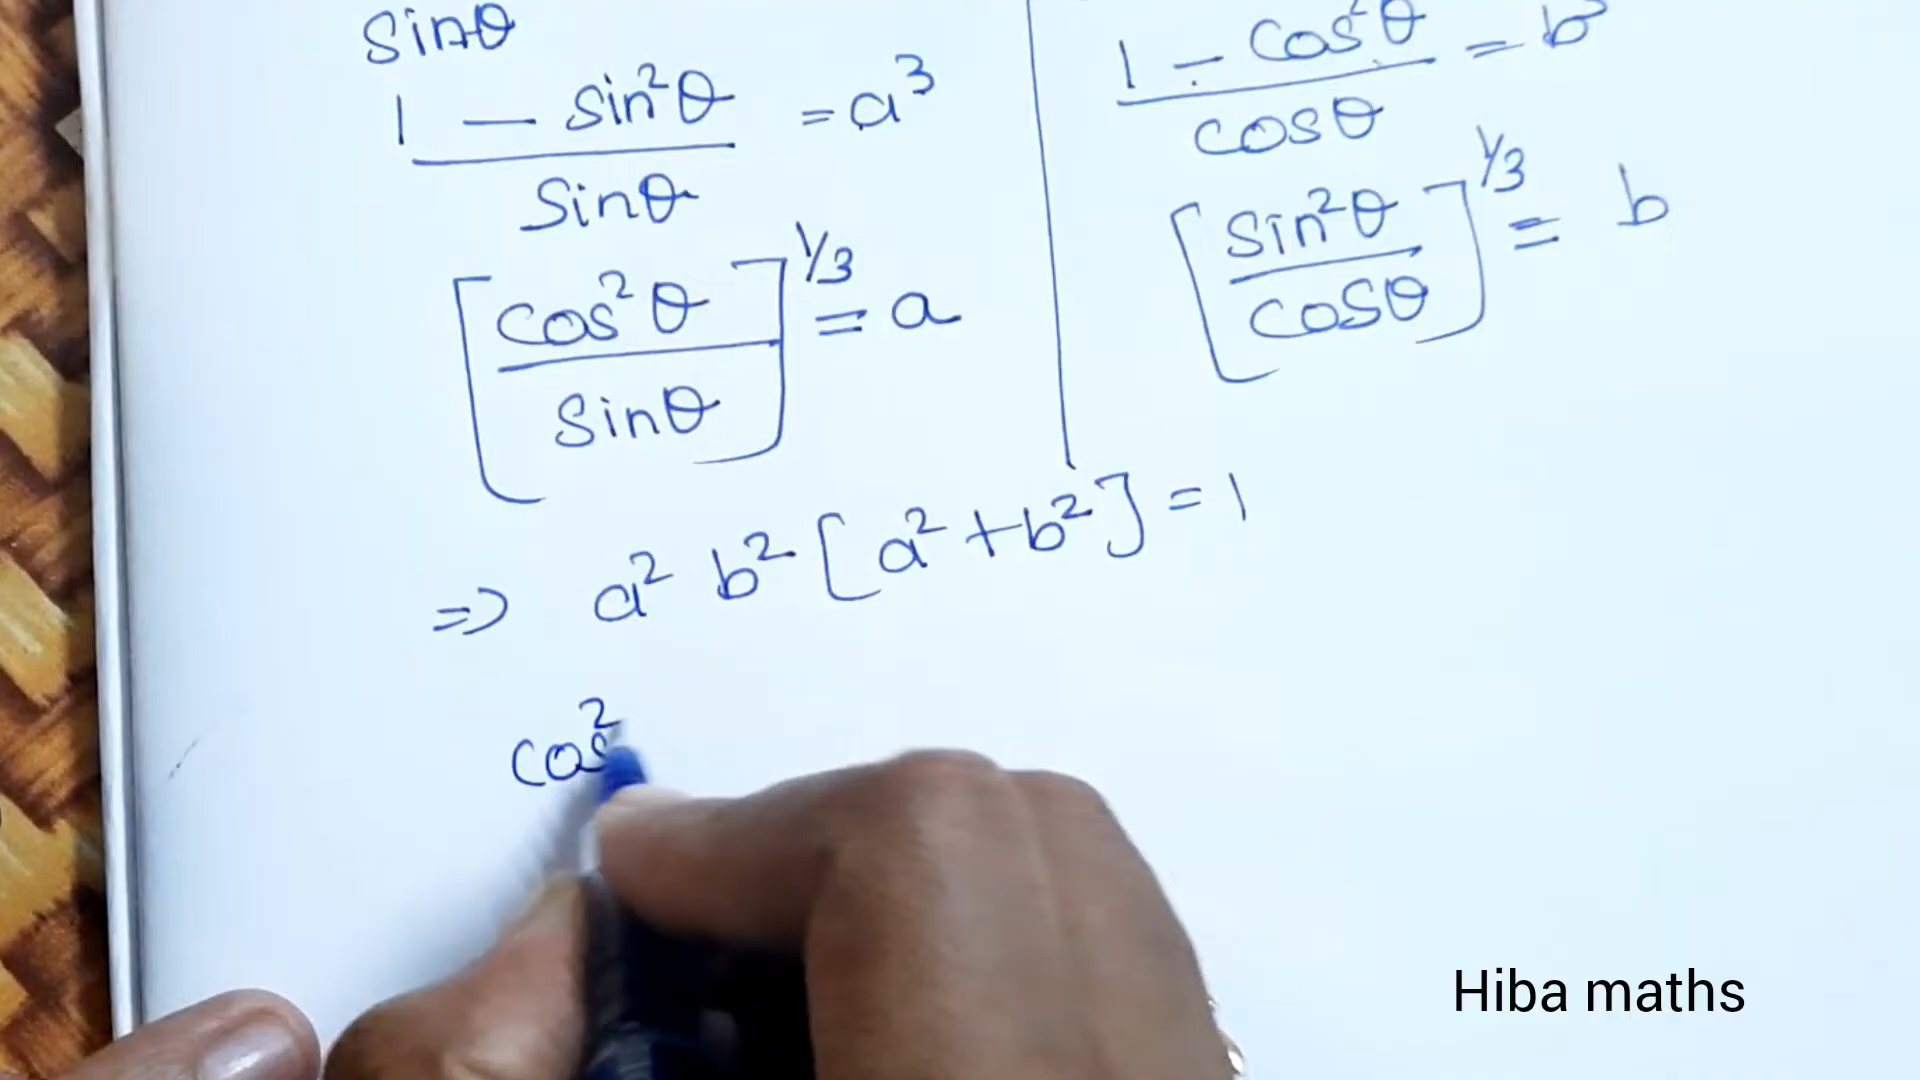 sinθ
1 − sin²θ / sinθ = a³
[cos²θ / sinθ]^1/3 = a
1 − cos²θ / cosθ = b³
[sin²θ / cosθ]^1/3 = b
⇒ a² b² [a² + b²] = 1
cos²
Hiba maths